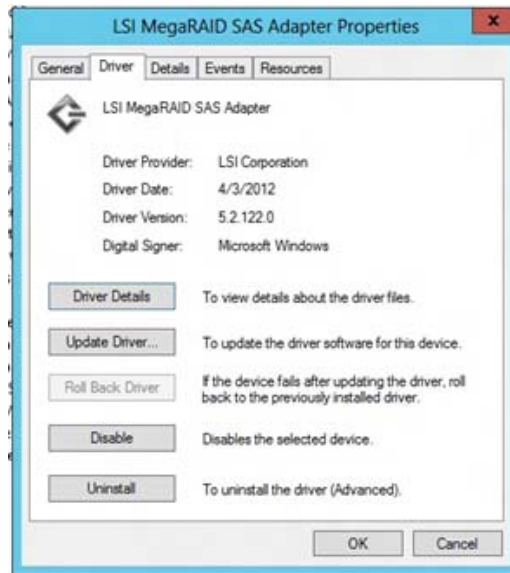 LSI MegaRAID SAS Adapter Properties
x
General Driver Details Events Resources
LSI MegaRAID SAS Adapter
Driver Provider: LSI Corporation
Driver Date: 4/3/2012
Driver Version: 5.2.122.0
Digital Signer: Microsoft Windows
Driver Details To view details about the driver files.
Update Driver... To update the driver software for this device.
Roll Back Driver If the device fails after updating the driver, roll
back to the previously installed driver.
Disable Disables the selected device.
Uninstall To uninstall the driver (Advanced).
OK Cancel